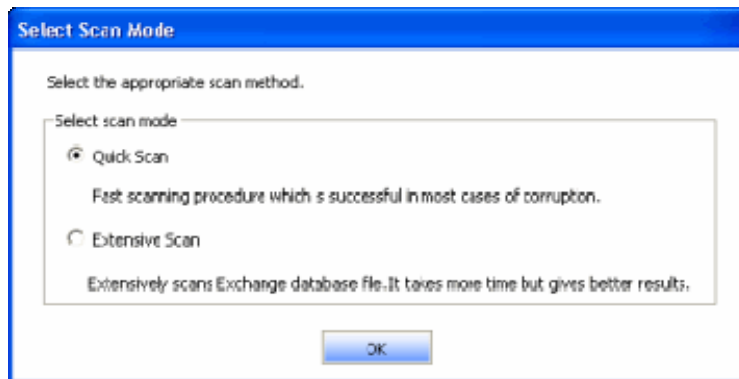 Select Scan Mode
Select the appropriate scan method.
Select scan mode
Quick Scan
Fast scanning procedure which is successful in most cases of corruption.
Extensive Scan
Extensively scans Exchange database file.It takes more time but gives better results.
OK